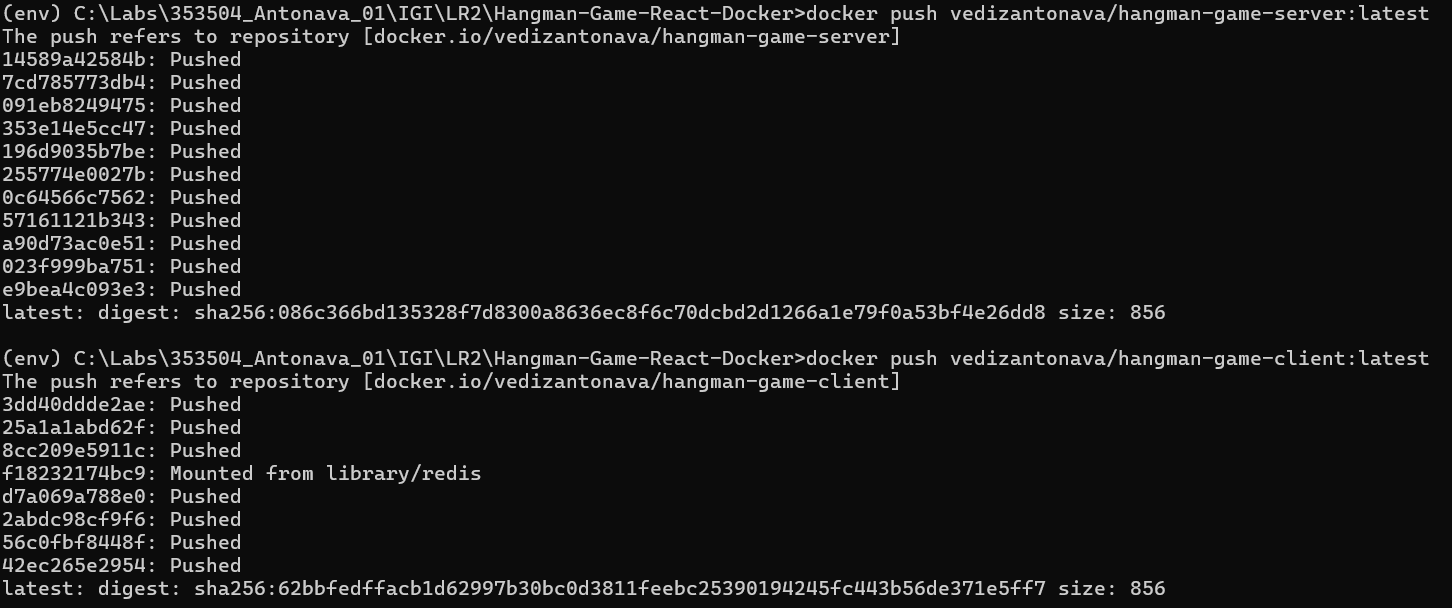 (env) C:\Labs\353504_Antonava_01\IGI\LR2\Hangman-Game-React-Docker>docker push vedizantonava/hangman-game-server:latest
The push refers to repository [docker.io/vedizantonava/hangman-game-server]
14589a42584b: Pushed
7cd785773db4: Pushed
091eb8249475: Pushed
353e14e5cc47: Pushed
196d9035b7be: Pushed
255774e0027b: Pushed
0c64566c7562: Pushed
57161121b343: Pushed
a90d73ac0e51: Pushed
023f999ba751: Pushed
e9bea4c093e3: Pushed
latest: digest: sha256:086c366bd135328f7d8300a8636ec8f6c70dcbd2d1266a1e79f0a53bf4e26dd8 size: 856
(env) C:\Labs\353504_Antonava_01\IGI\LR2\Hangman-Game-React-Docker>docker push vedizantonava/hangman-game-client:latest
The push refers to repository [docker.io/vedizantonava/hangman-game-client]
3dd40ddde2ae: Pushed
25a1a1abd62f: Pushed
8cc209e5911c: Pushed
f18232174bc9: Mounted from library/redis
d7a069a788e0: Pushed
2abdc98cf9f6: Pushed
56c0fbf8448f: Pushed
42ec265e2954: Pushed
latest: digest: sha256:62bbfedffacb1d62997b30bc0d3811feebc25390194245fc443b56de371e5ff7 size: 856